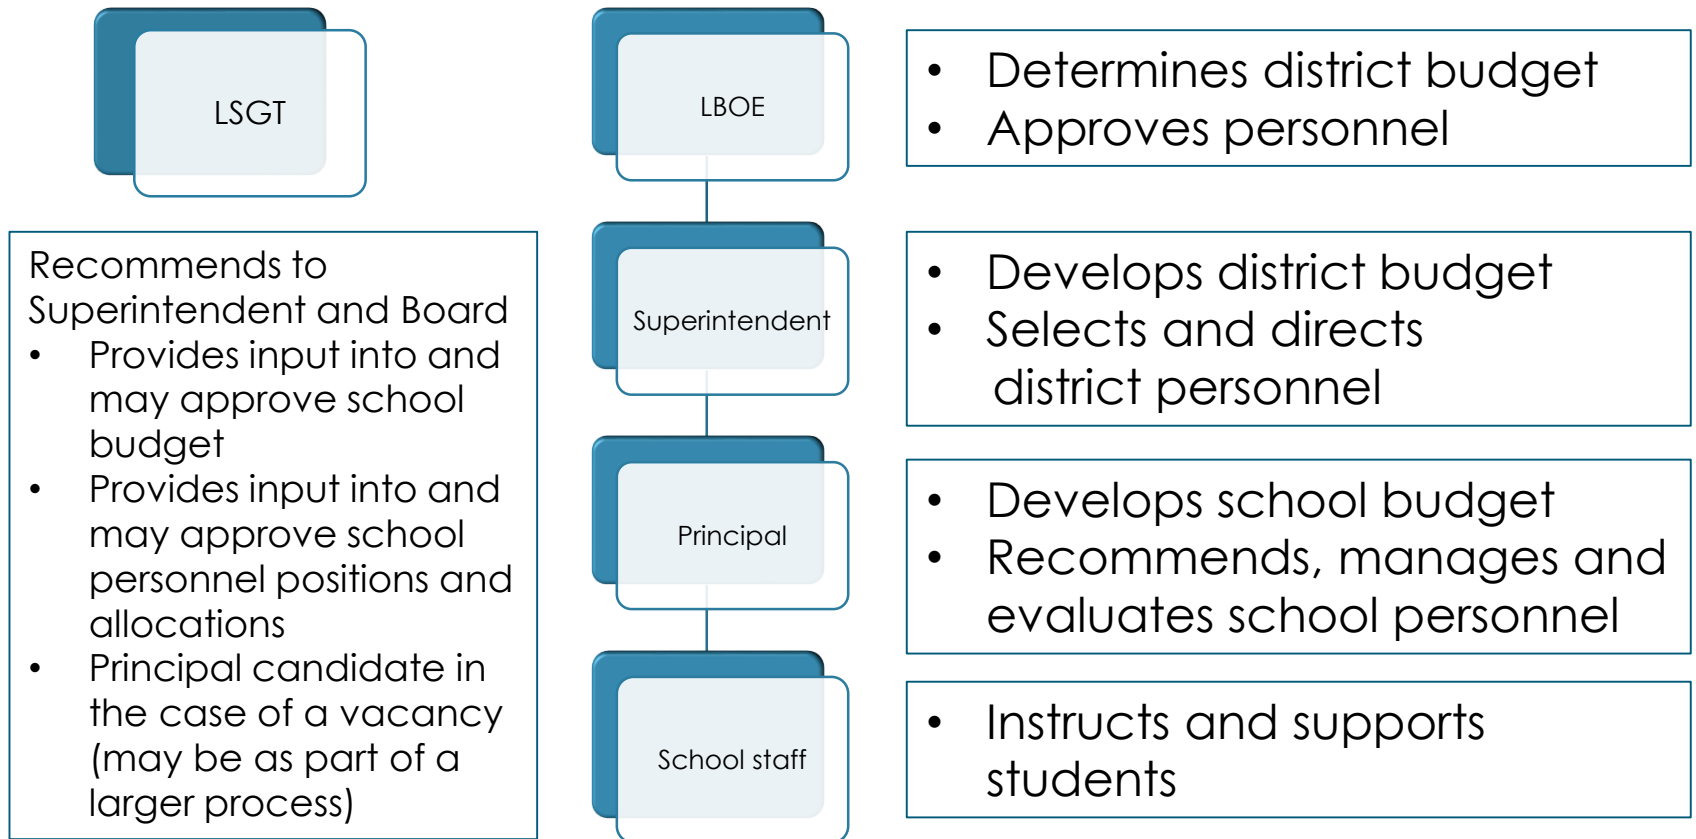 LSGT
Recommends to
Superintendent and Board
• Provides input into and
may approve school
budget
• Provides input into and
may approve school
personnel positions and
allocations
• Principal candidate in
the case of a vacancy
(may be as part of a
larger process)
LBOE
• Determines district budget
• Approves personnel
Superintendent
• Develops district budget
• Selects and directs
district personnel
Principal
• Develops school budget
• Recommends, manages and
evaluates school personnel
School staff
• Instructs and supports
students